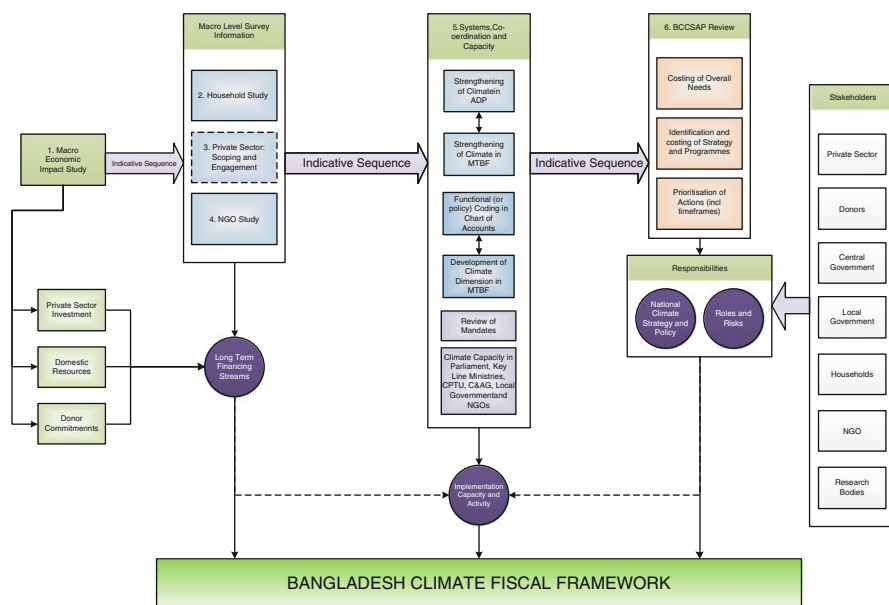 1. Macro
Economic
Impact Study
Indicative Sequence
Private Sector
Investment
Domestic
Resources
Donor
Commitmennts
Macro Level Survey
Information
2. Household Study
3. Private Sector:
Scoping and
Engagement
4. NGO Study
Long Term
Financing
Streams
Indicative Sequence
5.Systems,Co-
oerdination and
Capacity
Strengthening
of Climatein
ADP
Strengthening
of Climate in
MTBF
Functional (or
policy) Coding in
Chart of
Accounts
Development of
Climate
Dimension in
MTBF
Review of
Mandates
Climate Capacity in
Parliament, Key
Line Ministries,
CPTU, C&AG, Local
Governmentand
NGOs
Implementation
Capacity and
Activity
Indicative Sequence
6. BCCSAP Review
Costing of Overall
Needs
Identification and
costing of Strategy
and Programmes
Prioritisation of
Actions (incl
timeframes)
Responsibilities
National
Climate
Strategy and
Policy
Roles and
Risks
Stakeholders
Private Sector
Donors
Central
Government
Local
Government
Households
NGO
Research
Bodies
BANGLADESH CLIMATE FISCAL FRAMEWORK